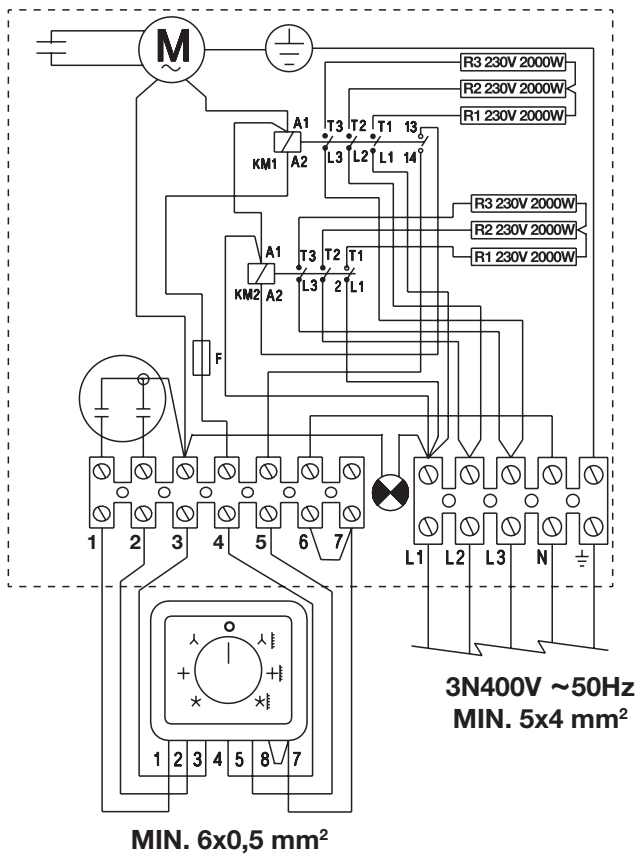 M
~
R3 230V 2000W
R2 230V 2000W
R1 230V 2000W
A1
T3 T2 T1 13
KM1 A2 L3 L2 L1 14
R3 230V 2000W
R2 230V 2000W
R1 230V 2000W
A1 T3 T2 T1
KM2 A2 L3 2 L1
F
1 2 3 4 5 6 7
L1 L2 L3 N
1 2 3 4 5 8 7
3N400V ~50Hz
MIN. 5x4 mm²
MIN. 6x0,5 mm²